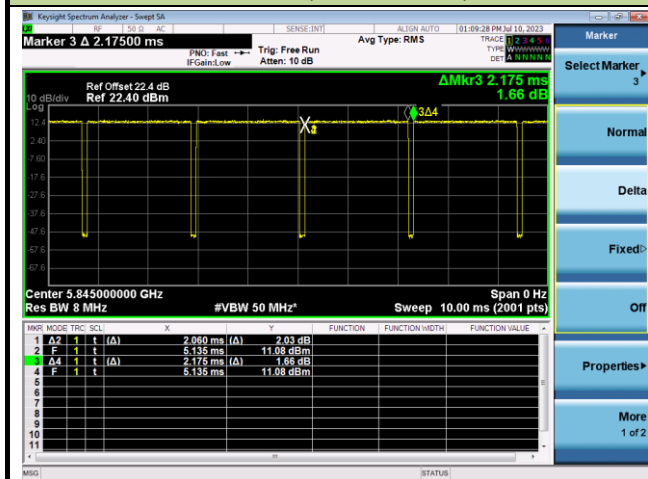 Keysight Spectrum Analyzer - Swept SA
RF 50 Ω AC SENSE:INT ALIGN AUTO 01:09:28 PM Jul 10, 2023
Marker 3 Δ 2.17500 ms
PNO: Fast
IFGain:Low
Trig: Free Run
Atten: 10 dB
Avg Type: RMS
TRACE 1 2 3 4 5 6
TYPE WWWWWW
DET A N N N N N
Ref Offset 22.4 dB
10 dB/div Ref 22.40 dBm
Log
ΔMkr3 2.175 ms
1.66 dB
12.4
2.40
-7.60
-17.6
-27.6
-37.6
-47.6
-57.6
-67.6
3Δ4
Center 5.845000000 GHz Span 0 Hz
Res BW 8 MHz #VBW 50 MHz* Sweep 10.00 ms (2001 pts)
MKR MODE TRC SCL X Y FUNCTION FUNCTION WIDTH FUNCTION VALUE
1 Δ2 1 t (Δ) 2.060 ms (Δ) 2.03 dB
2 F 1 t 5.135 ms 11.08 dBm
3 Δ4 1 t (Δ) 2.175 ms (Δ) 1.66 dB
4 F 1 t 5.135 ms 11.08 dBm
5
6
7
8
9
10
11
MSG STATUS
Marker
Select Marker
3
Normal
Delta
Fixed
Off
Properties
More
1 of 2